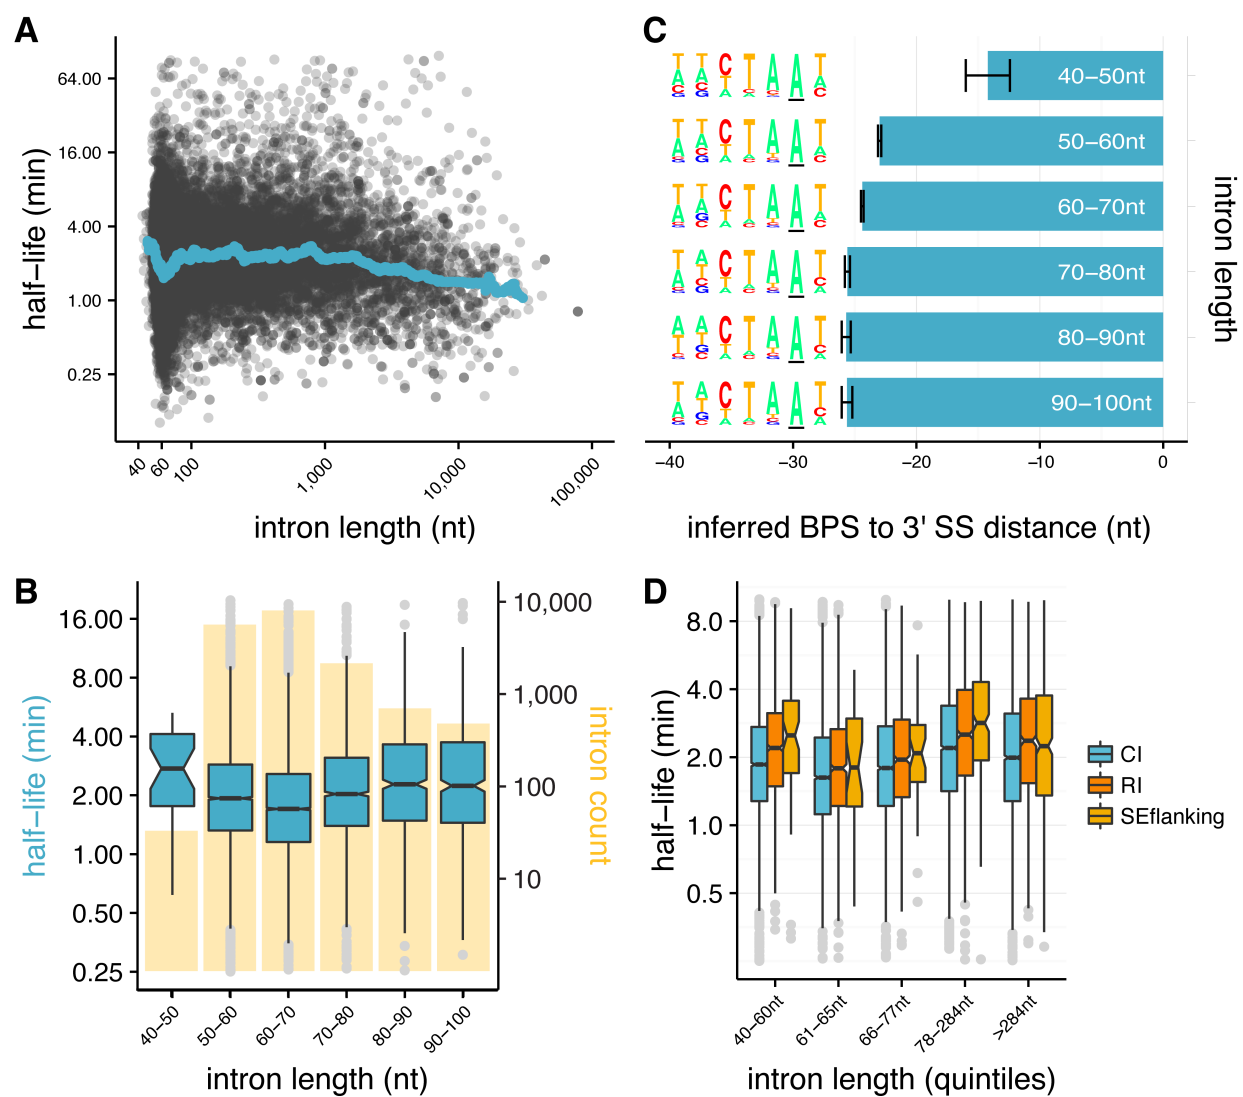 A
half−life (min)
64.00
16.00
4.00
1.00
0.25
40
60
100
1,000
10,000
100,000
intron length (nt)
C
40−50nt
50−60nt
60−70nt
70−80nt
80−90nt
90−100nt
intron length
−40
−30
−20
−10
0
inferred BPS to 3' SS distance (nt)
B
half−life (min)
16.00
8.00
4.00
2.00
1.00
0.50
0.25
10,000
1,000
100
10
intron count
40−50
50−60
60−70
70−80
80−90
90−100
intron length (nt)
D
half−life (min)
8.0
4.0
2.0
1.0
0.5
40−60nt
61−65nt
66−77nt
78−284nt
>284nt
intron length (quintiles)
CI
RI
SEflanking